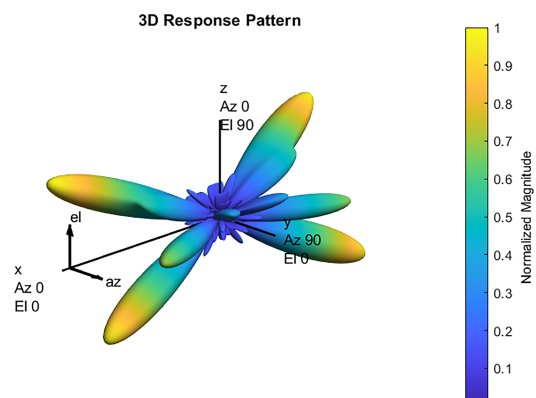 3D Response Pattern
z
Az 0
El 90
y
Az 90
El 0
el
az
x
Az 0
El 0
1
0.9
0.8
0.7
0.6
0.5
0.4
0.3
0.2
0.1
Normalized Magnitude